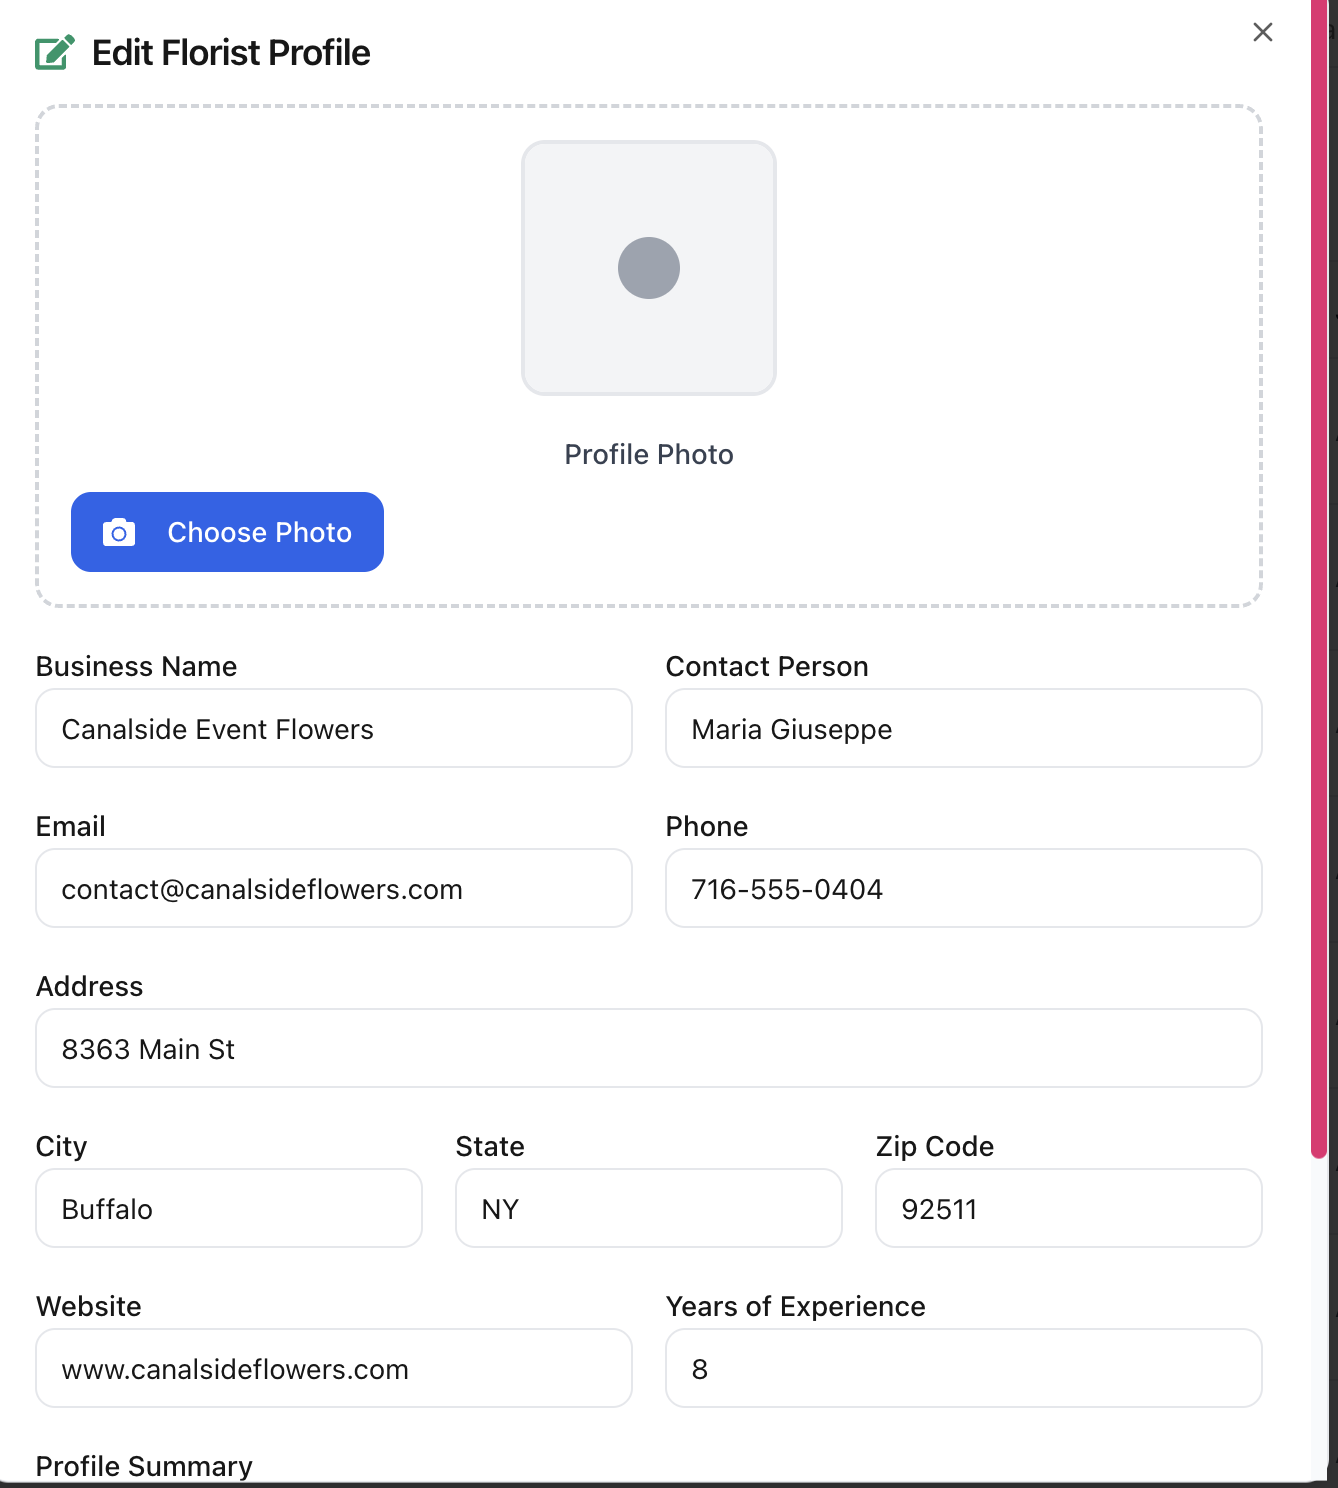 Edit Florist Profile
Profile Photo
Choose Photo
Business Name
Contact Person
Canalside Event Flowers
Maria Giuseppe
Email
Phone
contact@canalsideflowers.com
716-555-0404
Address
8363 Main St
City
State
Zip Code
Buffalo
NY
92511
Website
Years of Experience
www.canalsideflowers.com
8
Profile Summary